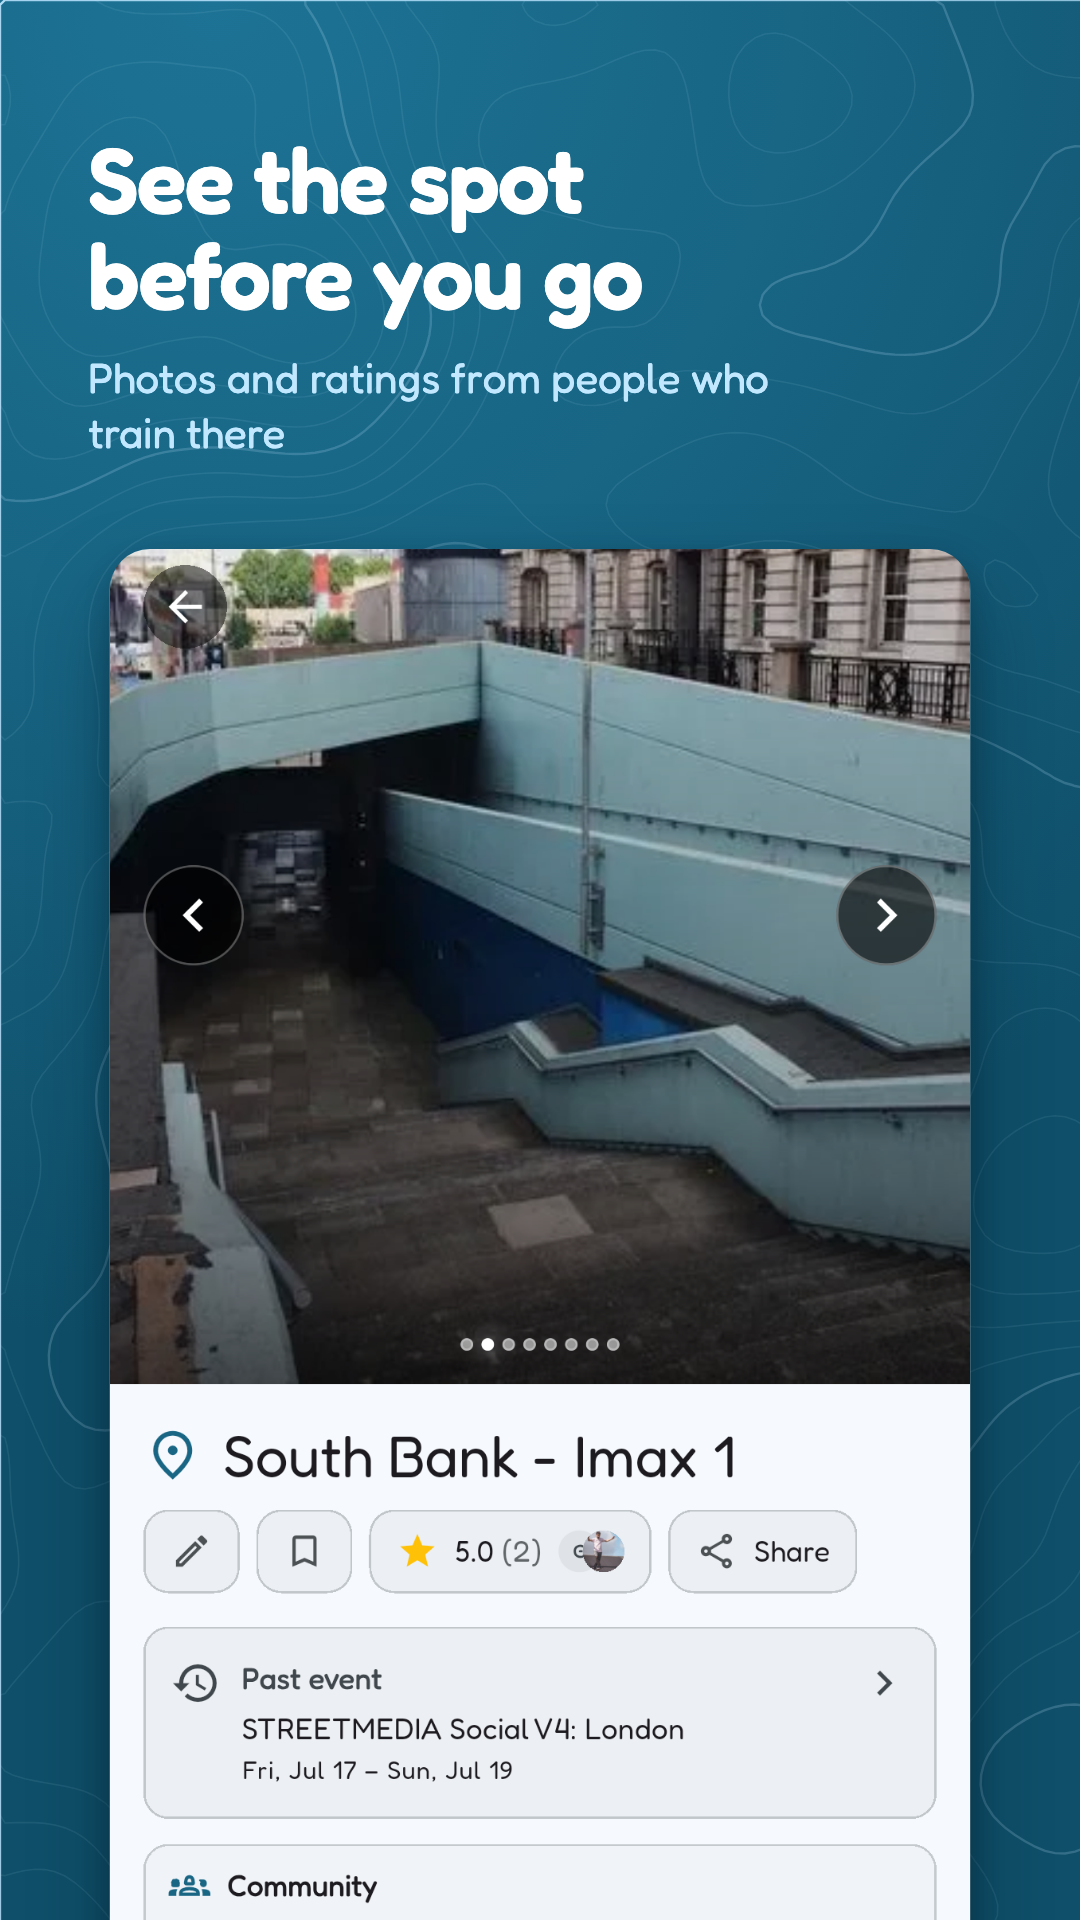 See the spot
before you go
Photos and ratings from people who
train there
South Bank - Imax 1
5.0 (2)
Share
Past event
STREETMEDIA Social V4: London
Fri, Jul 17 – Sun, Jul 19
Community